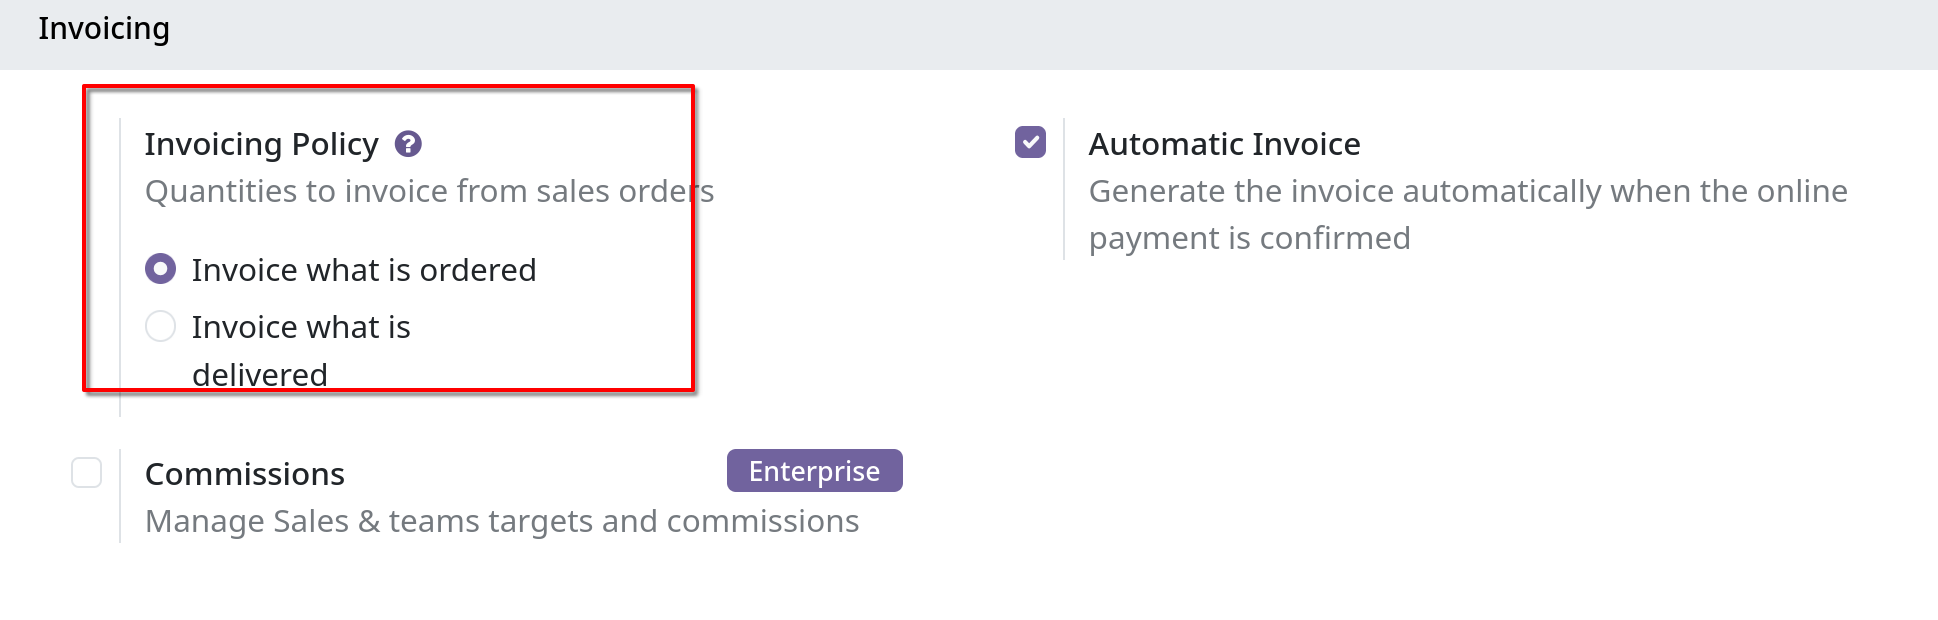 Invoicing
Invoicing Policy ?
Quantities to invoice from sales orders
Invoice what is ordered
Invoice what is
delivered
Automatic Invoice
Generate the invoice automatically when the online
payment is confirmed
Commissions
Enterprise
Manage Sales & teams targets and commissions